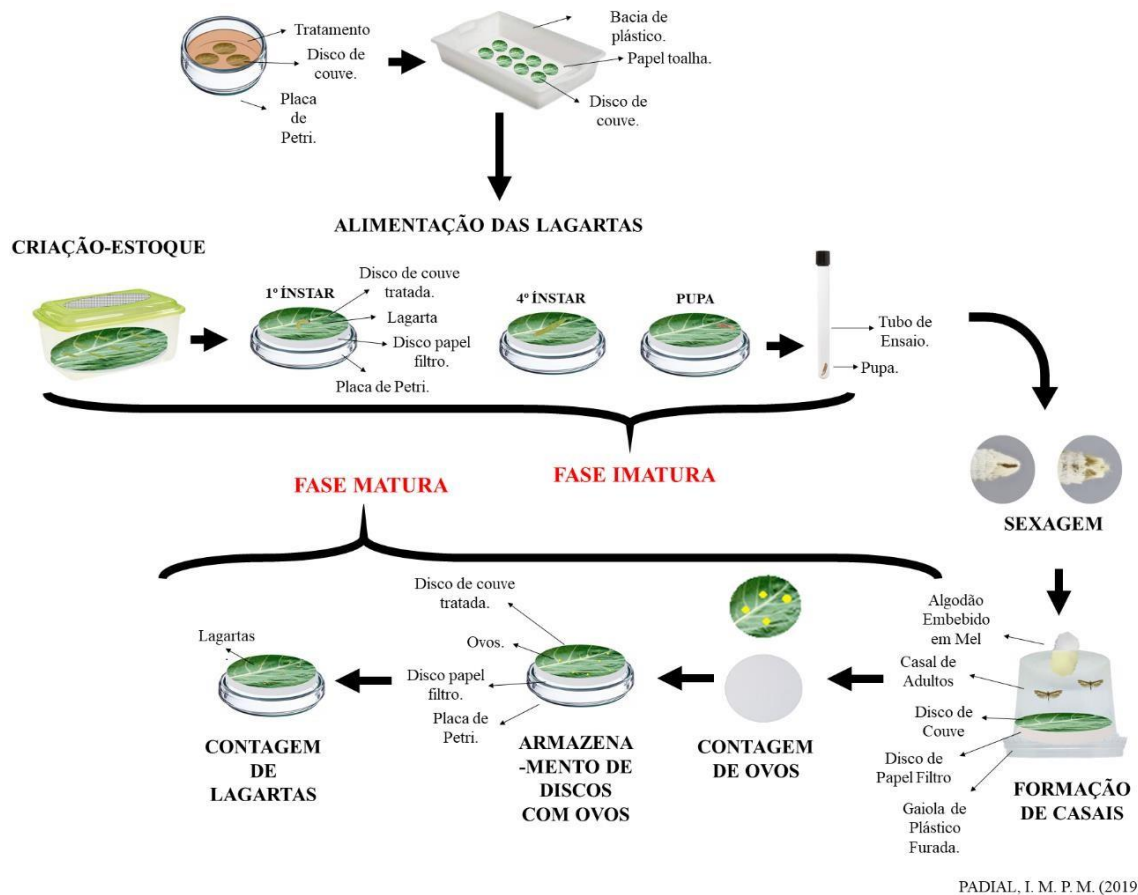 Tratamento
Disco de
couve.
Placa
de
Petri.
Bacia de
plástico.
Papel toalha.
Disco de
couve.
ALIMENTAÇÃO DAS LAGARTAS
CRIAÇÃO-ESTOQUE
1º ÍNSTAR
Disco de couve
tratada.
Lagarta
Disco papel
filtro.
Placa de Petri.
4º ÍNSTAR
PUPA
Tubo de
Ensaio.
Pupa.
FASE IMATURA
SEXAGEM
FASE MATURA
Algodão
Embebido
em Mel
Casal de
Adultos
Disco de
Couve
Disco de
Papel Filtro
Gaiola de
Plástico
Furada.
FORMAÇÃO
DE CASAIS
CONTAGEM
DE OVOS
Disco de couve
tratada.
Ovos.
Disco papel
filtro.
Placa de
Petri.
ARMAZENA
-MENTO DE
DISCOS
COM OVOS
Lagartas
CONTAGEM
DE
LAGARTAS
PADIAL, I. M. P. M. (2019